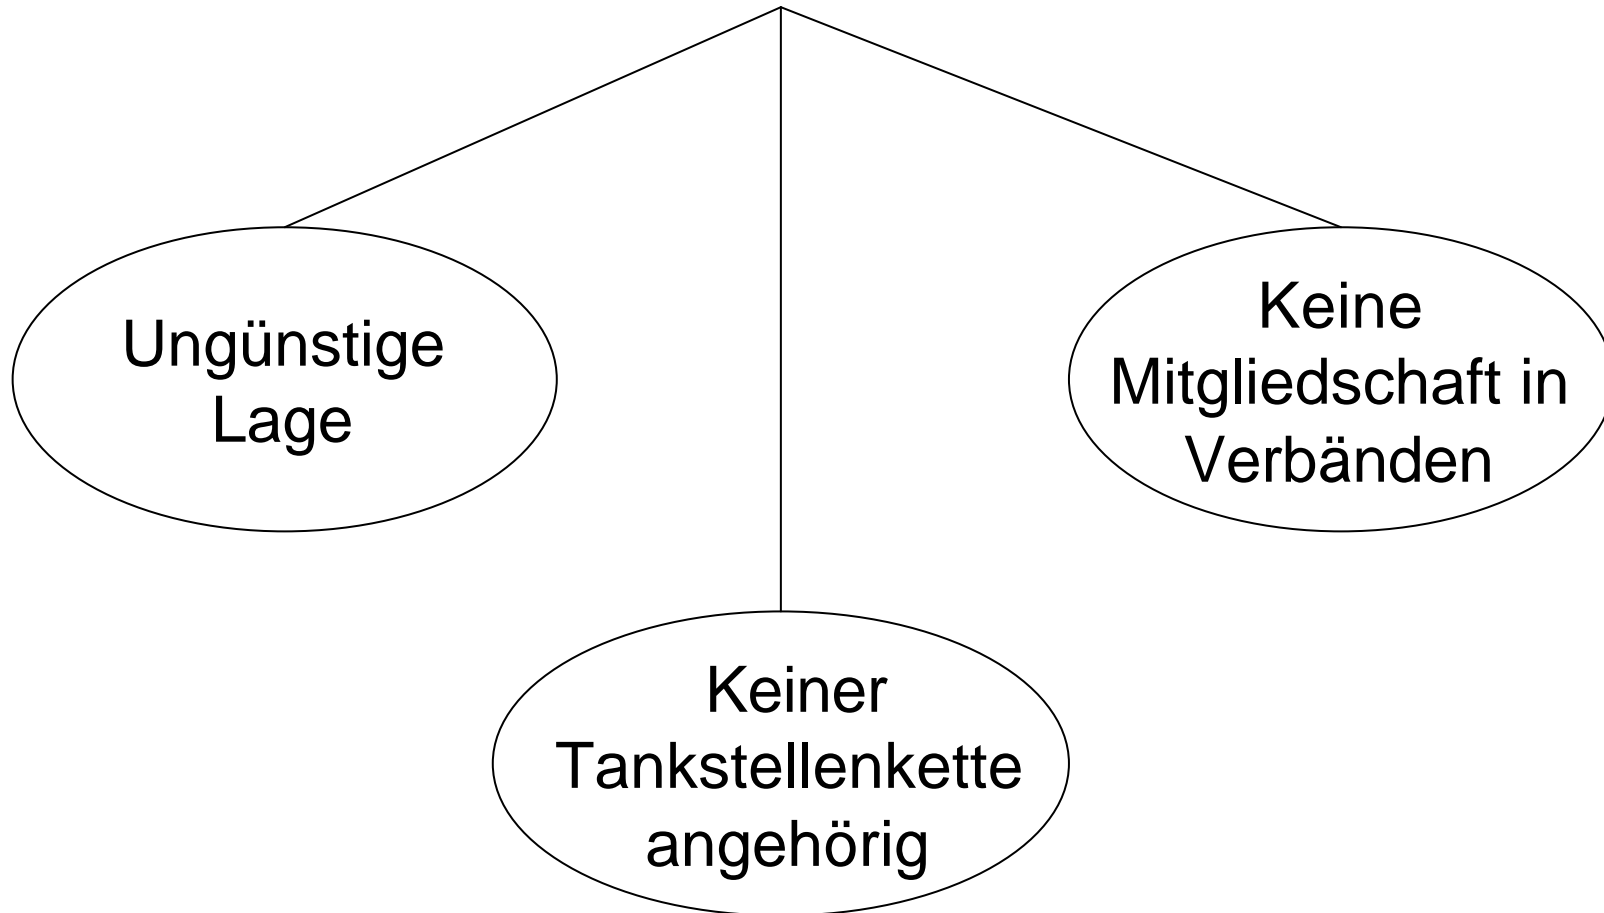 Ungünstige
Lage
Keine
Mitgliedschaft in
Verbänden
Keiner
Tankstellenkette
angehörig